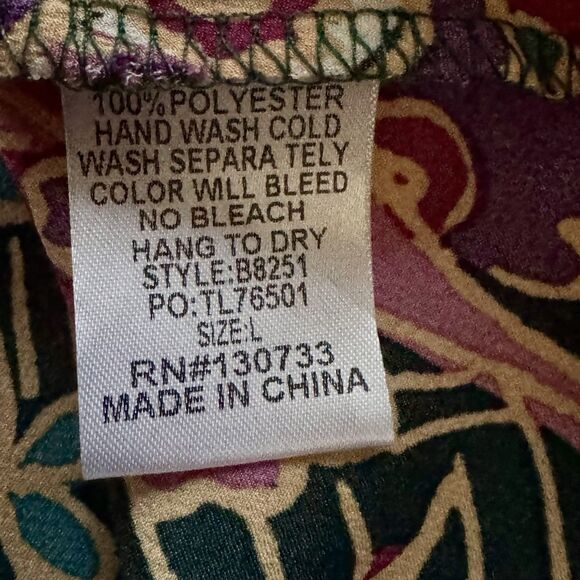 100% POLYESTER
HAND WASH COLD
WASH SEPARA TELY
COLOR WILL BLEED
NO BLEACH
HANG TO DRY
STYLE:B8251
PO:TL76501
SIZE:L
RN#130733
MADE IN CHINA